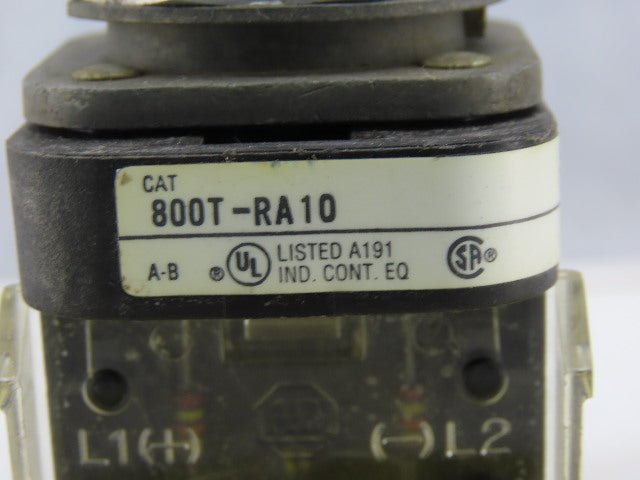 CAT
800T-RA10
A-B ® UL LISTED A191
IND. CONT. EQ
SA ®
L1(+) (-)L2